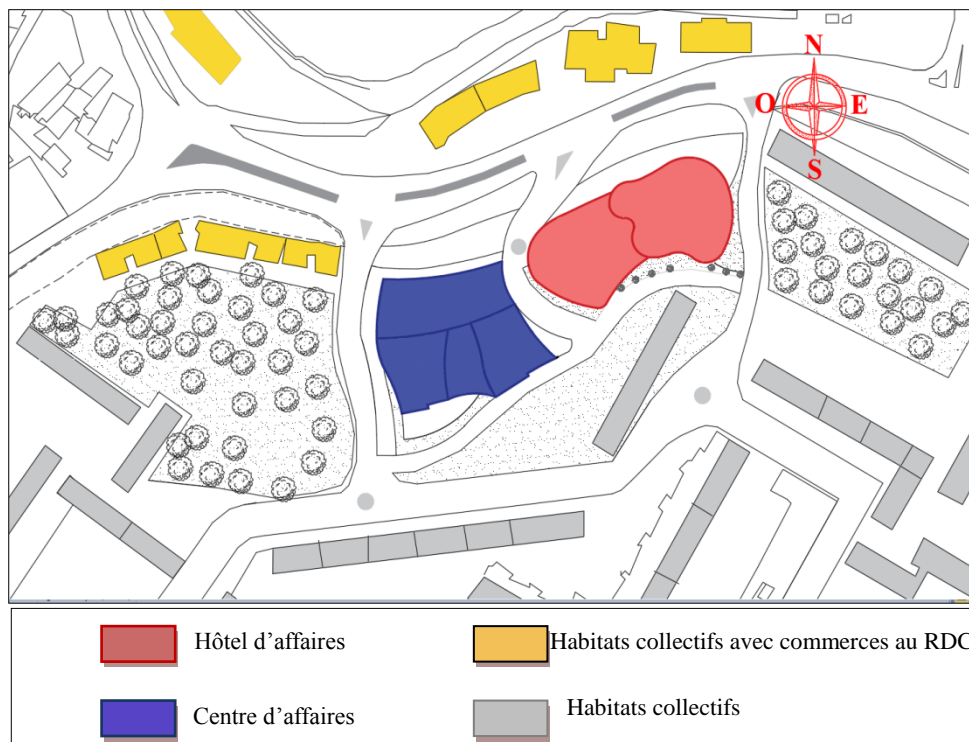 N
O
E
S
Hôtel d’affaires
Habitats collectifs avec commerces au RDC
Centre d’affaires
Habitats collectifs